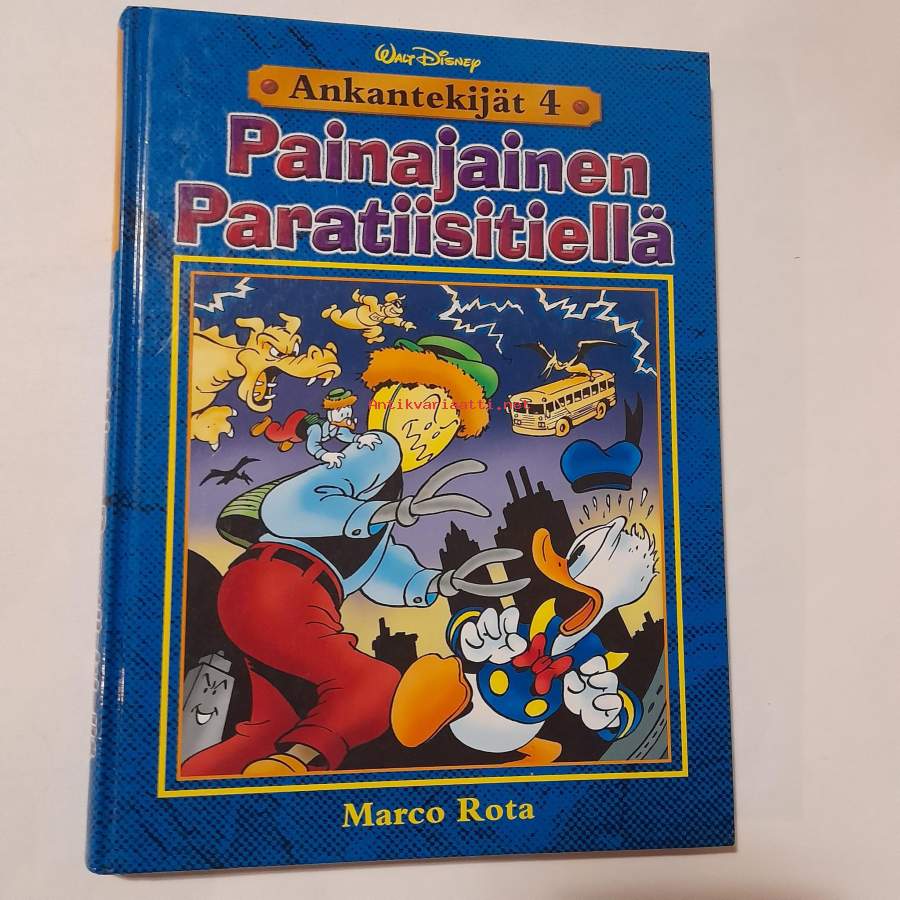 Walt Disney
Ankantekijät 4
Painajainen
Paratiisitiellä
Antikvariaatti.net
Marco Rota